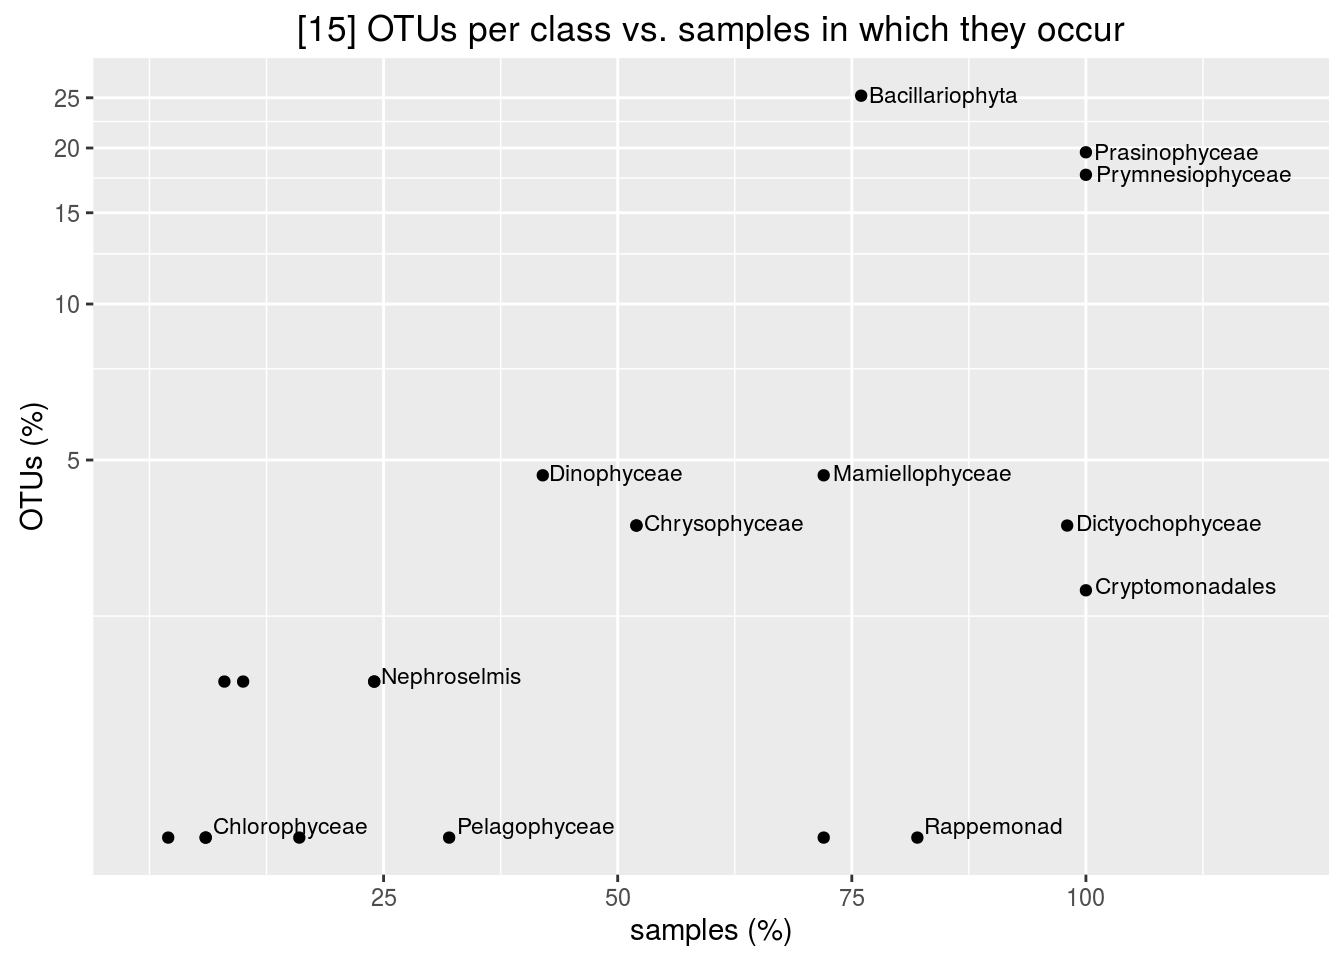 [15] OTUs per class vs. samples in which they occur
25
20
15
10
5
OTUs (%)
Bacillariophyta
Prasinophyceae
Prymnesiophyceae
Dinophyceae
Mamiellophyceae
Chrysophyceae
Dictyochophyceae
Cryptomonadales
Nephroselmis
Chlorophyceae
Pelagophyceae
Rappemonad
25
50
75
100
samples (%)